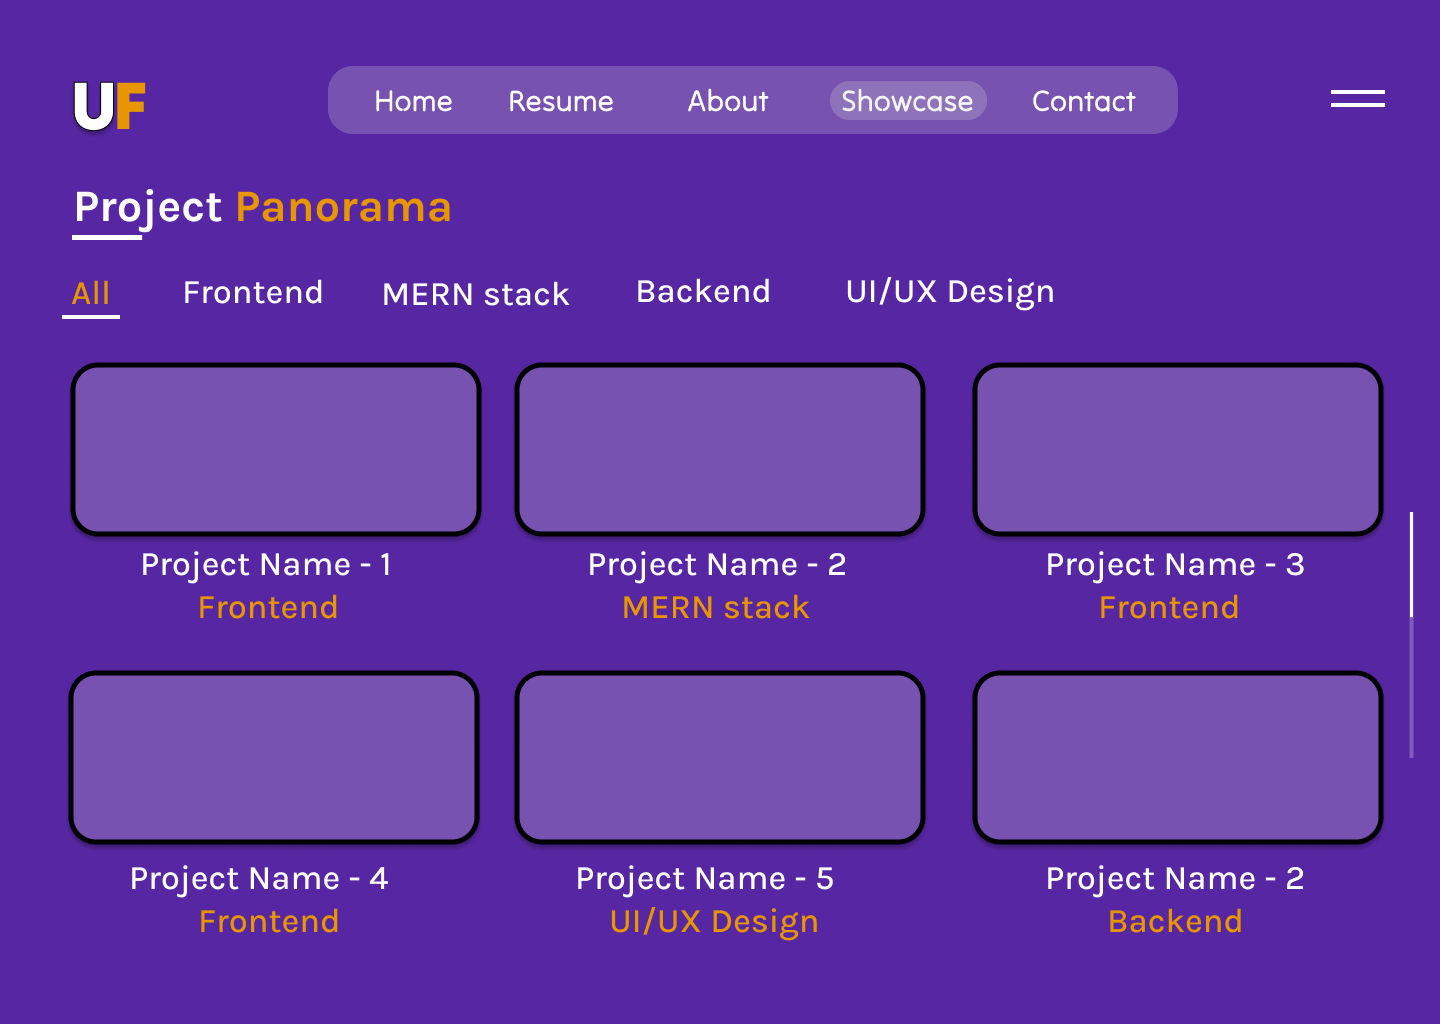 UF
Home Resume About Showcase Contact
Project Panorama
All Frontend MERN stack Backend UI/UX Design
Project Name - 1 Project Name - 2 Project Name - 3
Frontend MERN stack Frontend
Project Name - 4 Project Name - 5 Project Name - 2
Frontend UI/UX Design Backend